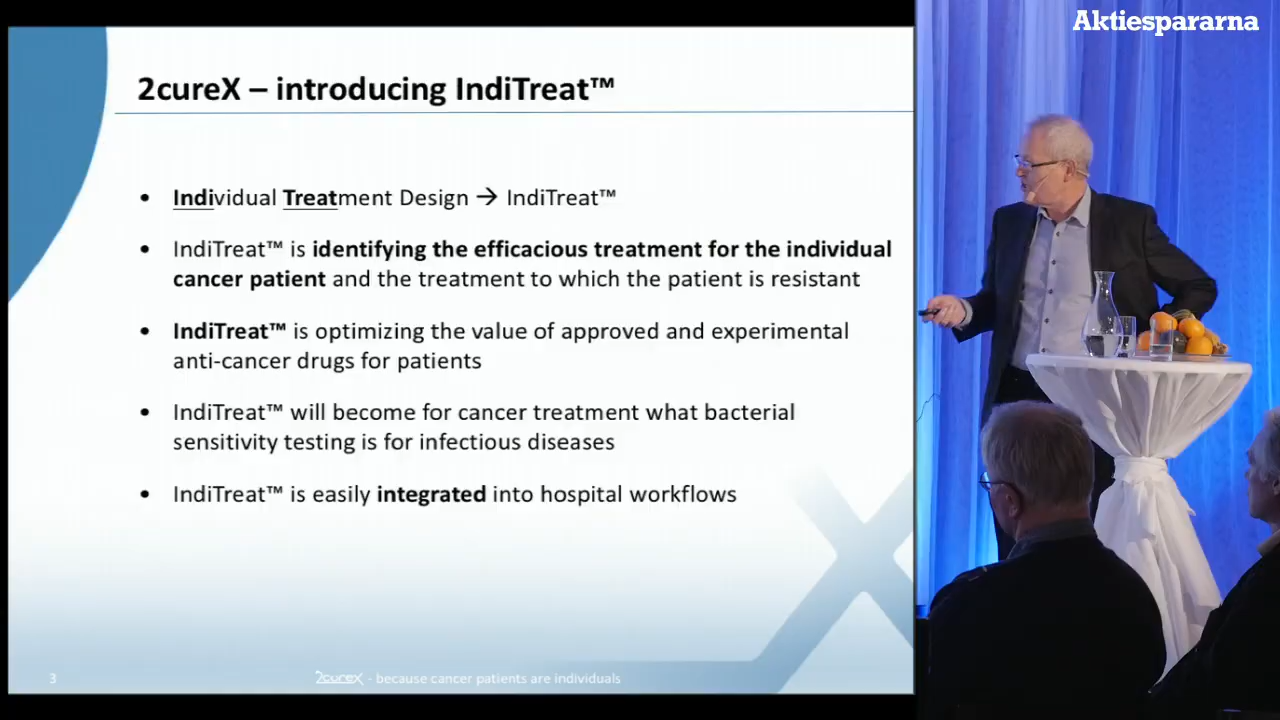 Aktiespararna
2cureX – introducing IndiTreat™
• Individual Treatment Design → IndiTreat™
• IndiTreat™ is identifying the efficacious treatment for the individual
cancer patient and the treatment to which the patient is resistant
• IndiTreat™ is optimizing the value of approved and experimental
anti-cancer drugs for patients
• IndiTreat™ will become for cancer treatment what bacterial
sensitivity testing is for infectious diseases
• IndiTreat™ is easily integrated into hospital workflows
3
2cureX - because cancer patients are individuals